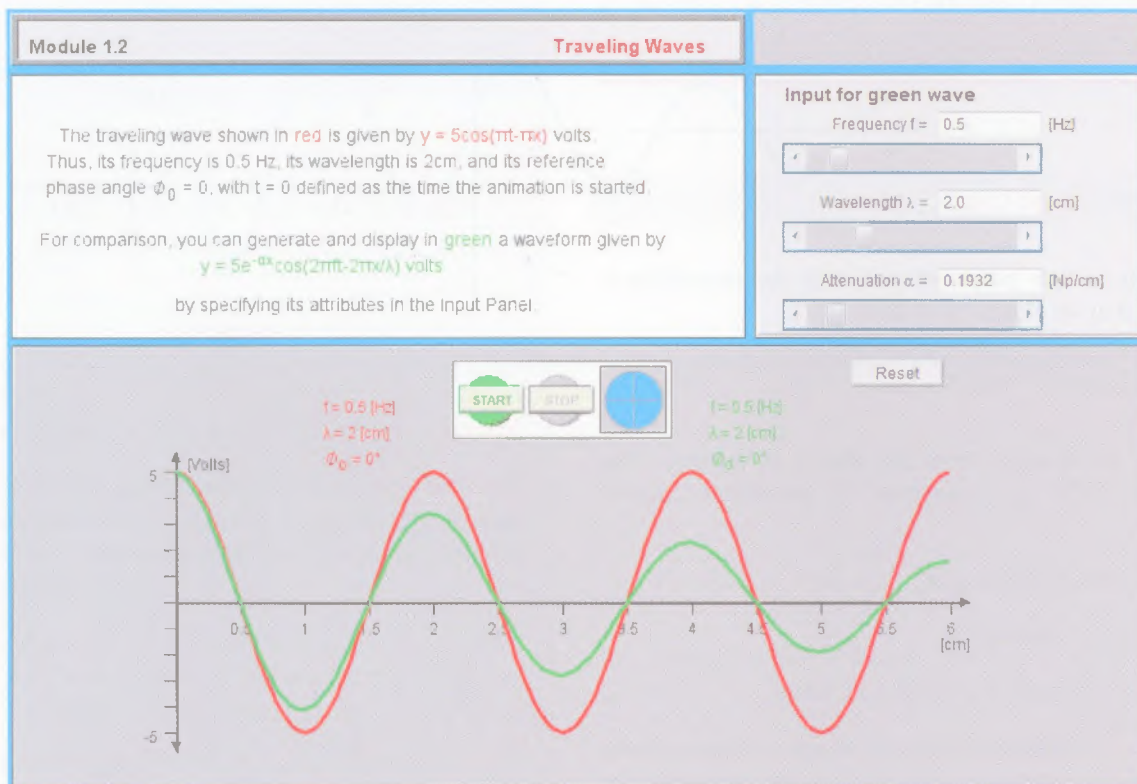 Module 1.2
Traveling Waves
The traveling wave shown in red is given by y = 5cos(πt-πx) volts.
Thus, its frequency is 0.5 Hz, its wavelength is 2cm, and its reference
phase angle Φ₀ = 0, with t = 0 defined as the time the animation is started.
For comparison, you can generate and display in green a waveform given by
y = 5e^-αx cos(2πft-2πx/λ) volts
by specifying its attributes in the Input Panel.
Input for green wave
Frequency f = 0.5 [Hz]
Wavelength λ = 2.0 [cm]
Attenuation α = 0.1932 [Np/cm]
START STOP
Reset
f = 0.5 [Hz]
λ = 2 [cm]
Φ₀ = 0°
f = 0.5 [Hz]
λ = 2 [cm]
Φ₀ = 0°
[Volts]
5
0.5 1 1.5 2 2.5 3 3.5 4 4.5 5 5.5 6
[cm]
-5